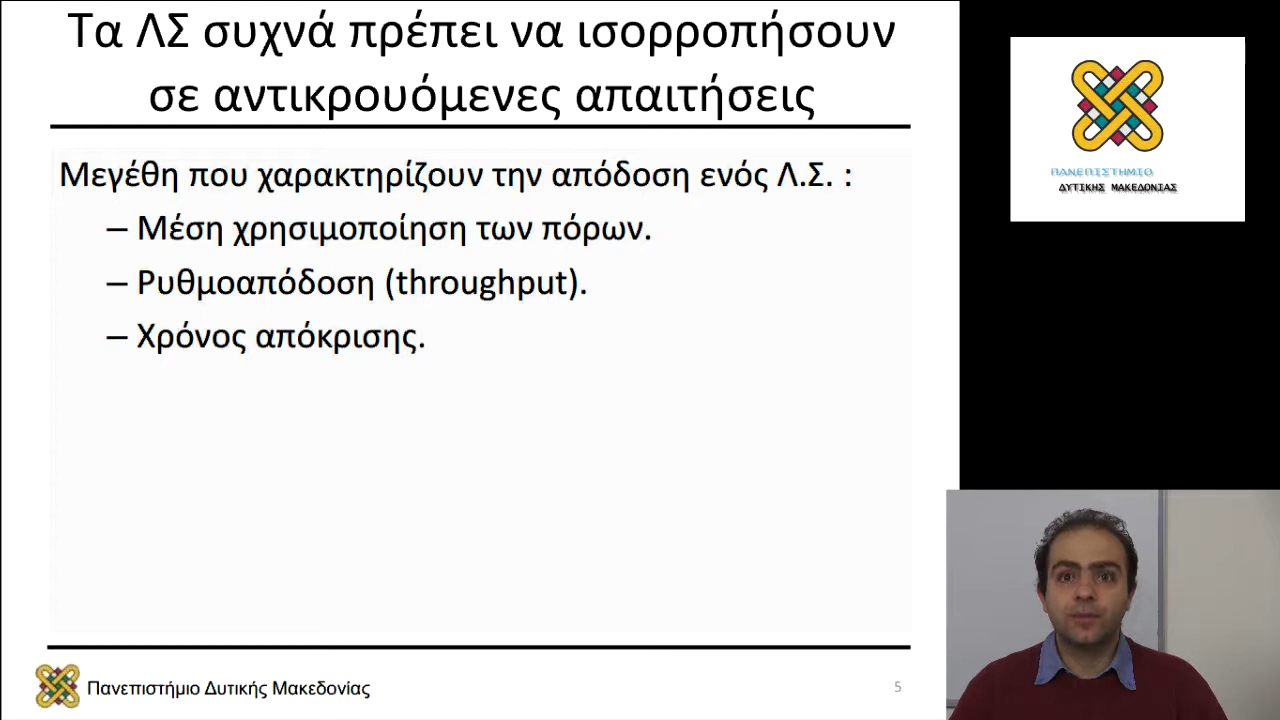 Τα ΛΣ συχνά πρέπει να ισορροπήσουν
σε αντικρουόμενες απαιτήσεις
Μεγέθη που χαρακτηρίζουν την απόδοση ενός Λ.Σ. :
– Μέση χρησιμοποίηση των πόρων.
– Ρυθμοαπόδοση (throughput).
– Χρόνος απόκρισης.
Πανεπιστήμιο Δυτικής Μακεδονίας
5
ΠΑΝΕΠΙΣΤΗΜΙΟ
ΔΥΤΙΚΗΣ ΜΑΚΕΔΟΝΙΑΣ